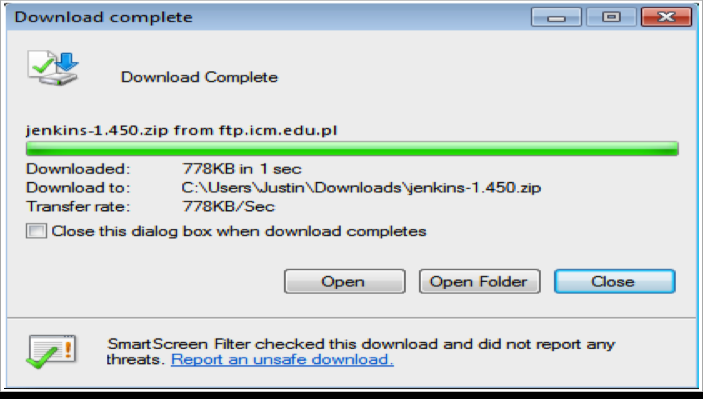 Download complete
Download Complete
jenkins-1.450.zip from ftp.icm.edu.pl
Downloaded: 778KB in 1 sec
Download to: C:\Users\Justin\Downloads\jenkins-1.450.zip
Transfer rate: 778KB/Sec
Close this dialog box when download completes
Open Open Folder Close
SmartScreen Filter checked this download and did not report any
threats. Report an unsafe download.